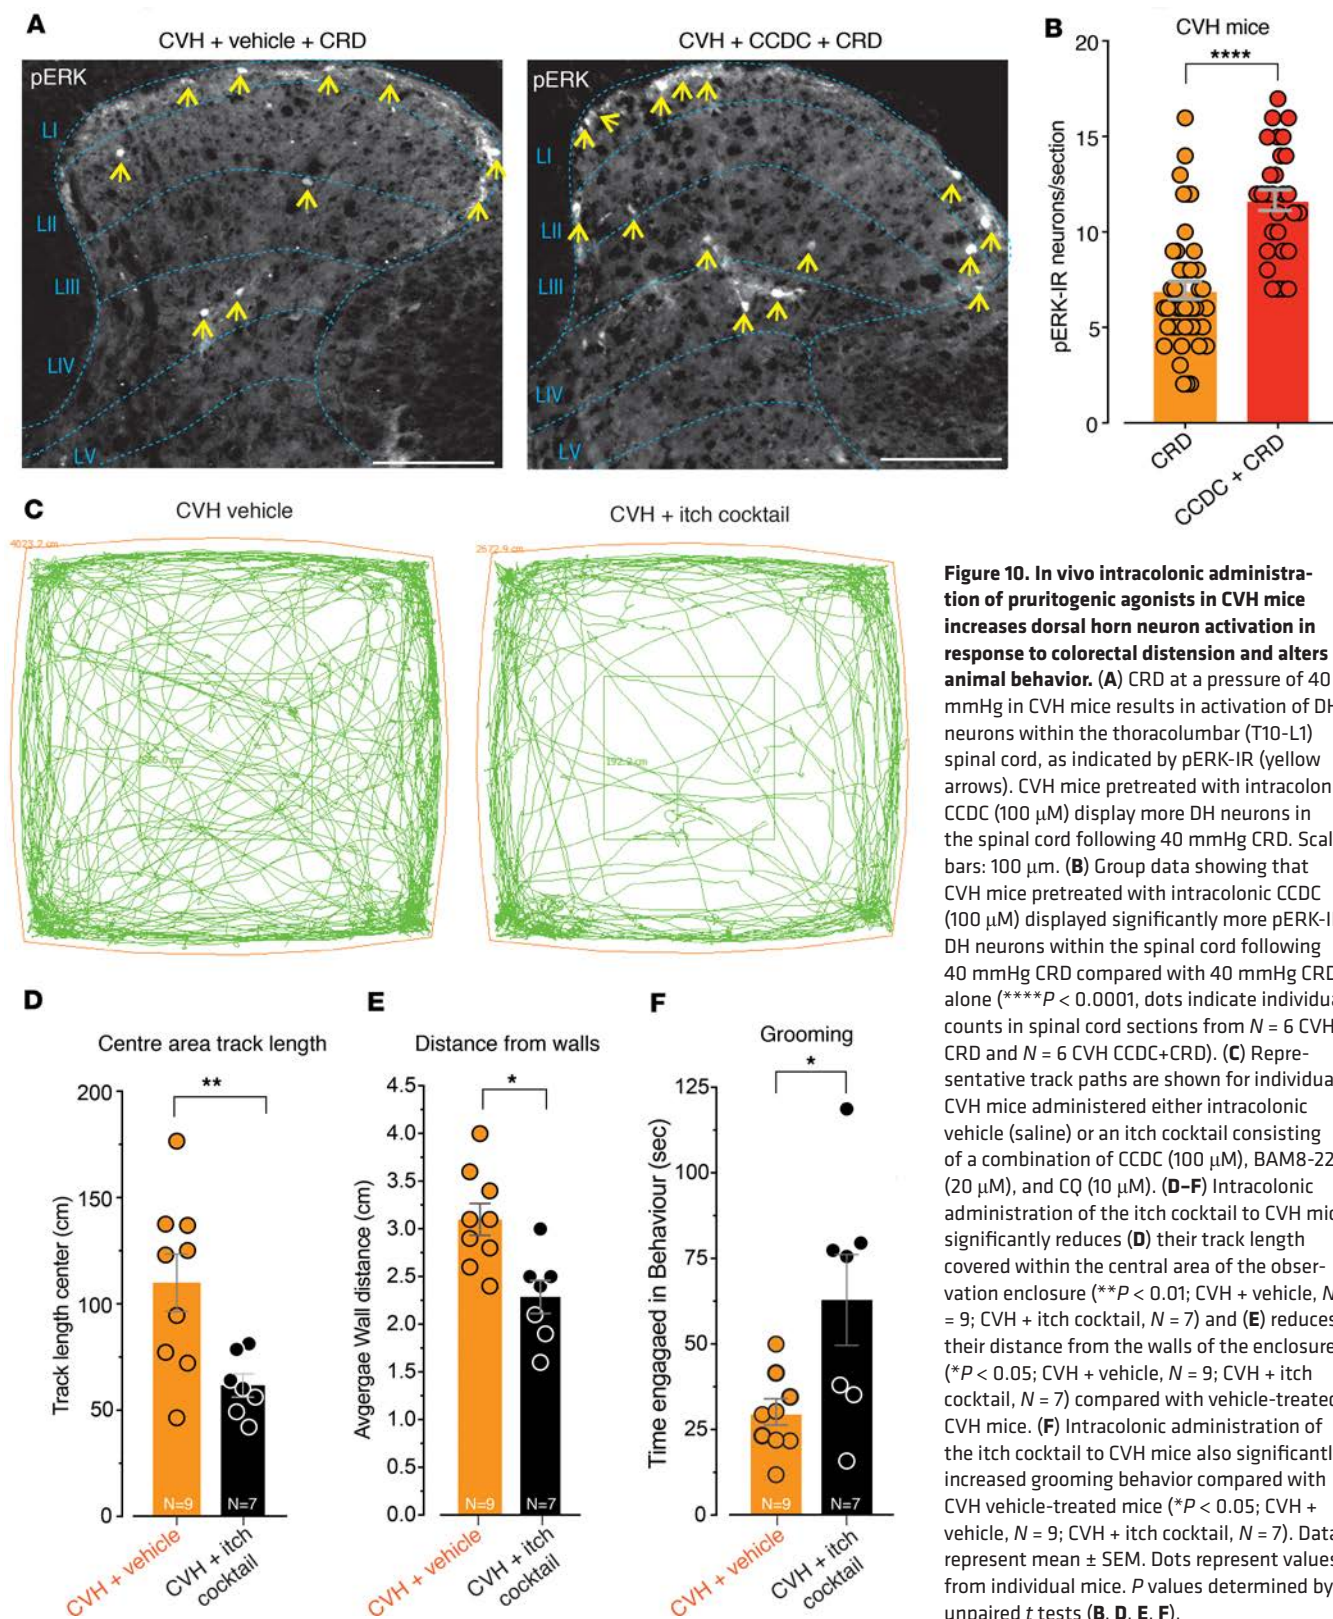 A
CVH + vehicle + CRD
CVH + CCDC + CRD
pERK
LI
LII
LIII
LIV
LV
pERK
LI
LII
LIII
LIV
LV
B
CVH mice
****
20
15
10
5
0
pERK-IR neurons/section
CRD
CCDC + CRD
C
CVH vehicle
CVH + itch cocktail
4023.2 cm
2672.9 cm
192.2 cm
D
Centre area track length
**
200
150
100
50
0
Track length center (cm)
N=9
N=7
CVH + vehicle
CVH + itch
cocktail
E
Distance from walls
*
4.5
4.0
3.5
3.0
2.5
2.0
1.5
1.0
0.5
0.0
Avgergae Wall distance (cm)
N=9
N=7
CVH + vehicle
CVH + itch
cocktail
F
Grooming
*
125
100
75
50
25
0
Time engagaed in Behaviour (sec)
N=9
N=7
CVH + vehicle
CVH + itch
cocktail
Figure 10. In vivo intracolonic administra-
tion of pruritogenic agonists in CVH mice
increases dorsal horn neuron activation in
response to colorectal distension and alters
animal behavior. (A) CRD at a pressure of 40
mmHg in CVH mice results in activation of DH
neurons within the thoracolumbar (T10-L1)
spinal cord, as indicated by pERK-IR (yellow
arrows). CVH mice pretreated with intracolon
CCDC (100 μM) display more DH neurons in
the spinal cord following 40 mmHg CRD. Scal
bars: 100 μm. (B) Group data showing that
CVH mice pretreated with intracolonic CCDC
(100 μM) displayed significantly more pERK-I
DH neurons within the spinal cord following
40 mmHg CRD compared with 40 mmHg CRD
alone (****P < 0.0001, dots indicate individua
counts in spinal cord sections from N = 6 CVH
CRD and N = 6 CVH CCDC+CRD). (C) Repre-
sentative track paths are shown for individua
CVH mice administered either intracolonic
vehicle (saline) or an itch cocktail consisting
of a combination of CCDC (100 μM), BAM8-22
(20 μM), and CQ (10 μM). (D–F) Intracolonic
administration of the itch cocktail to CVH mic
significantly reduces (D) their track length
covered within the central area of the obser-
vation enclosure (**P < 0.01; CVH + vehicle, N
= 9; CVH + itch cocktail, N = 7) and (E) reduces
their distance from the walls of the enclosure
(*P < 0.05; CVH + vehicle, N = 9; CVH + itch
cocktail, N = 7) compared with vehicle-treated
CVH mice. (F) Intracolonic administration of
the itch cocktail to CVH mice also significantl
increased grooming behavior compared with
CVH vehicle-treated mice (*P < 0.05; CVH +
vehicle, N = 9; CVH + itch cocktail, N = 7). Data
represent mean ± SEM. Dots represent values
from individual mice. P values determined by
unpaired t tests (B, D, E, F).